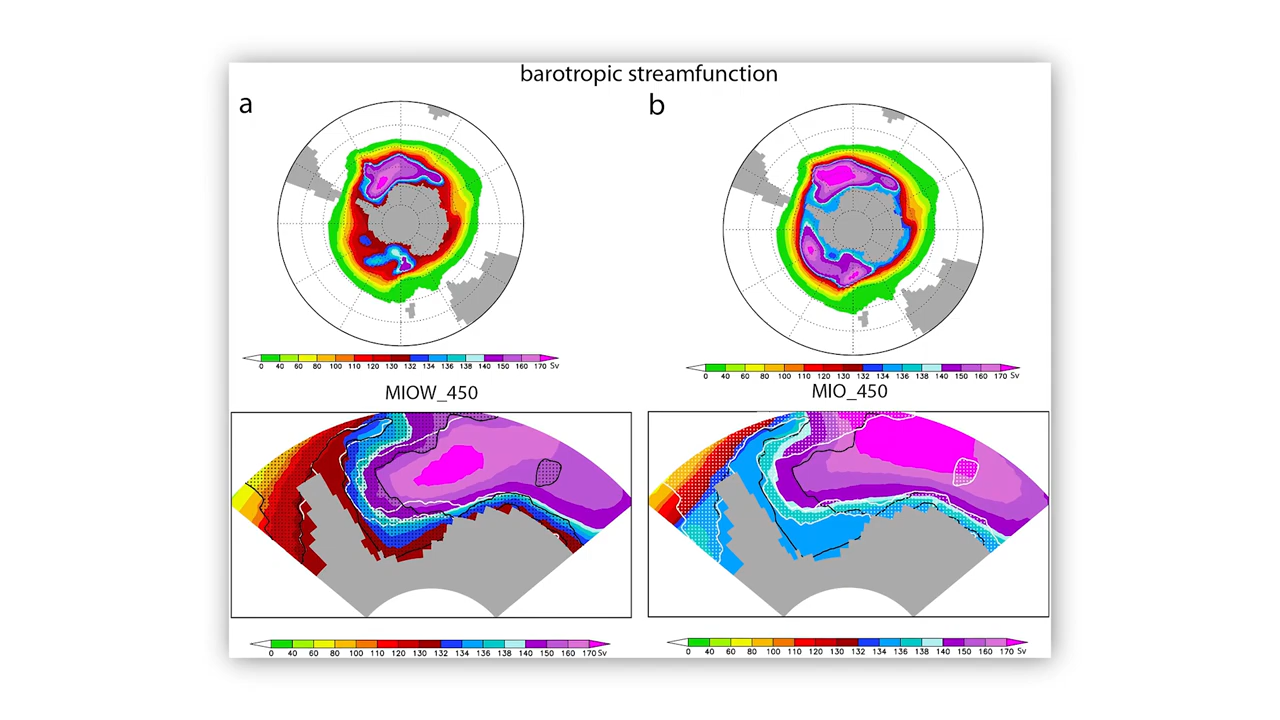 barotropic streamfunction
a
b
0 40 60 80 100 110 120 130 132 134 136 138 140 150 160 170 Sv
0 40 60 80 100 110 120 130 132 134 136 138 140 150 160 170 Sv
MIOW_450
MIO_450
0 40 60 80 100 110 120 130 132 134 136 138 140 150 160 170 Sv
0 40 60 80 100 110 120 130 132 134 136 138 140 150 160 170 Sv